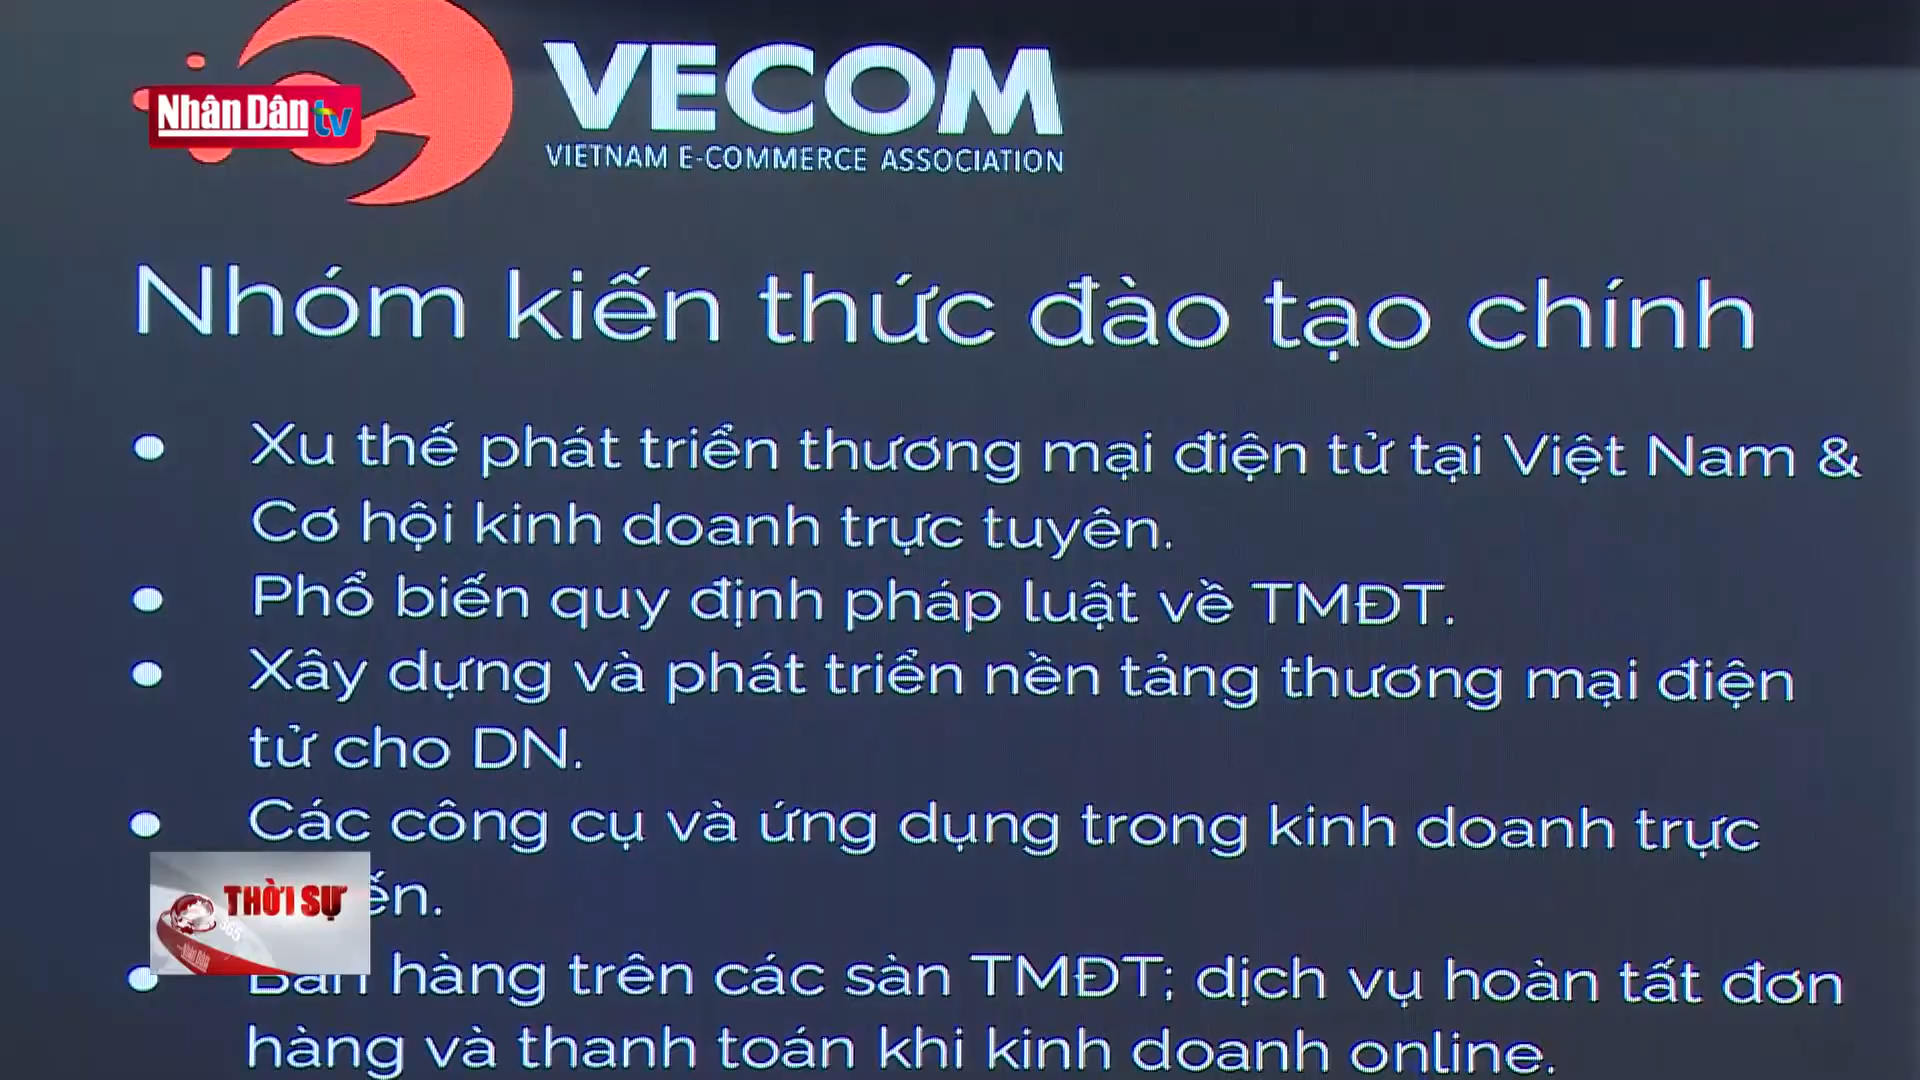 VECOM
Nhân Dân tv
VIETNAM E-COMMERCE ASSOCIATION
Nhóm kiến thức đào tạo chính
Xu thế phát triển thương mại điện tử tại Việt Nam &
Cơ hội kinh doanh trực tuyên.
Phổ biến quy định pháp luật về TMĐT.
Xây dựng và phát triển nền tảng thương mại điện
tử cho DN.
Các công cụ và ứng dụng trong kinh doanh trực
THỜI SỰ
365
Nhân Dân
hàng trên các sàn TMĐT; dịch vụ hoàn tất đơn
hàng và thanh toán khi kinh doanh online.